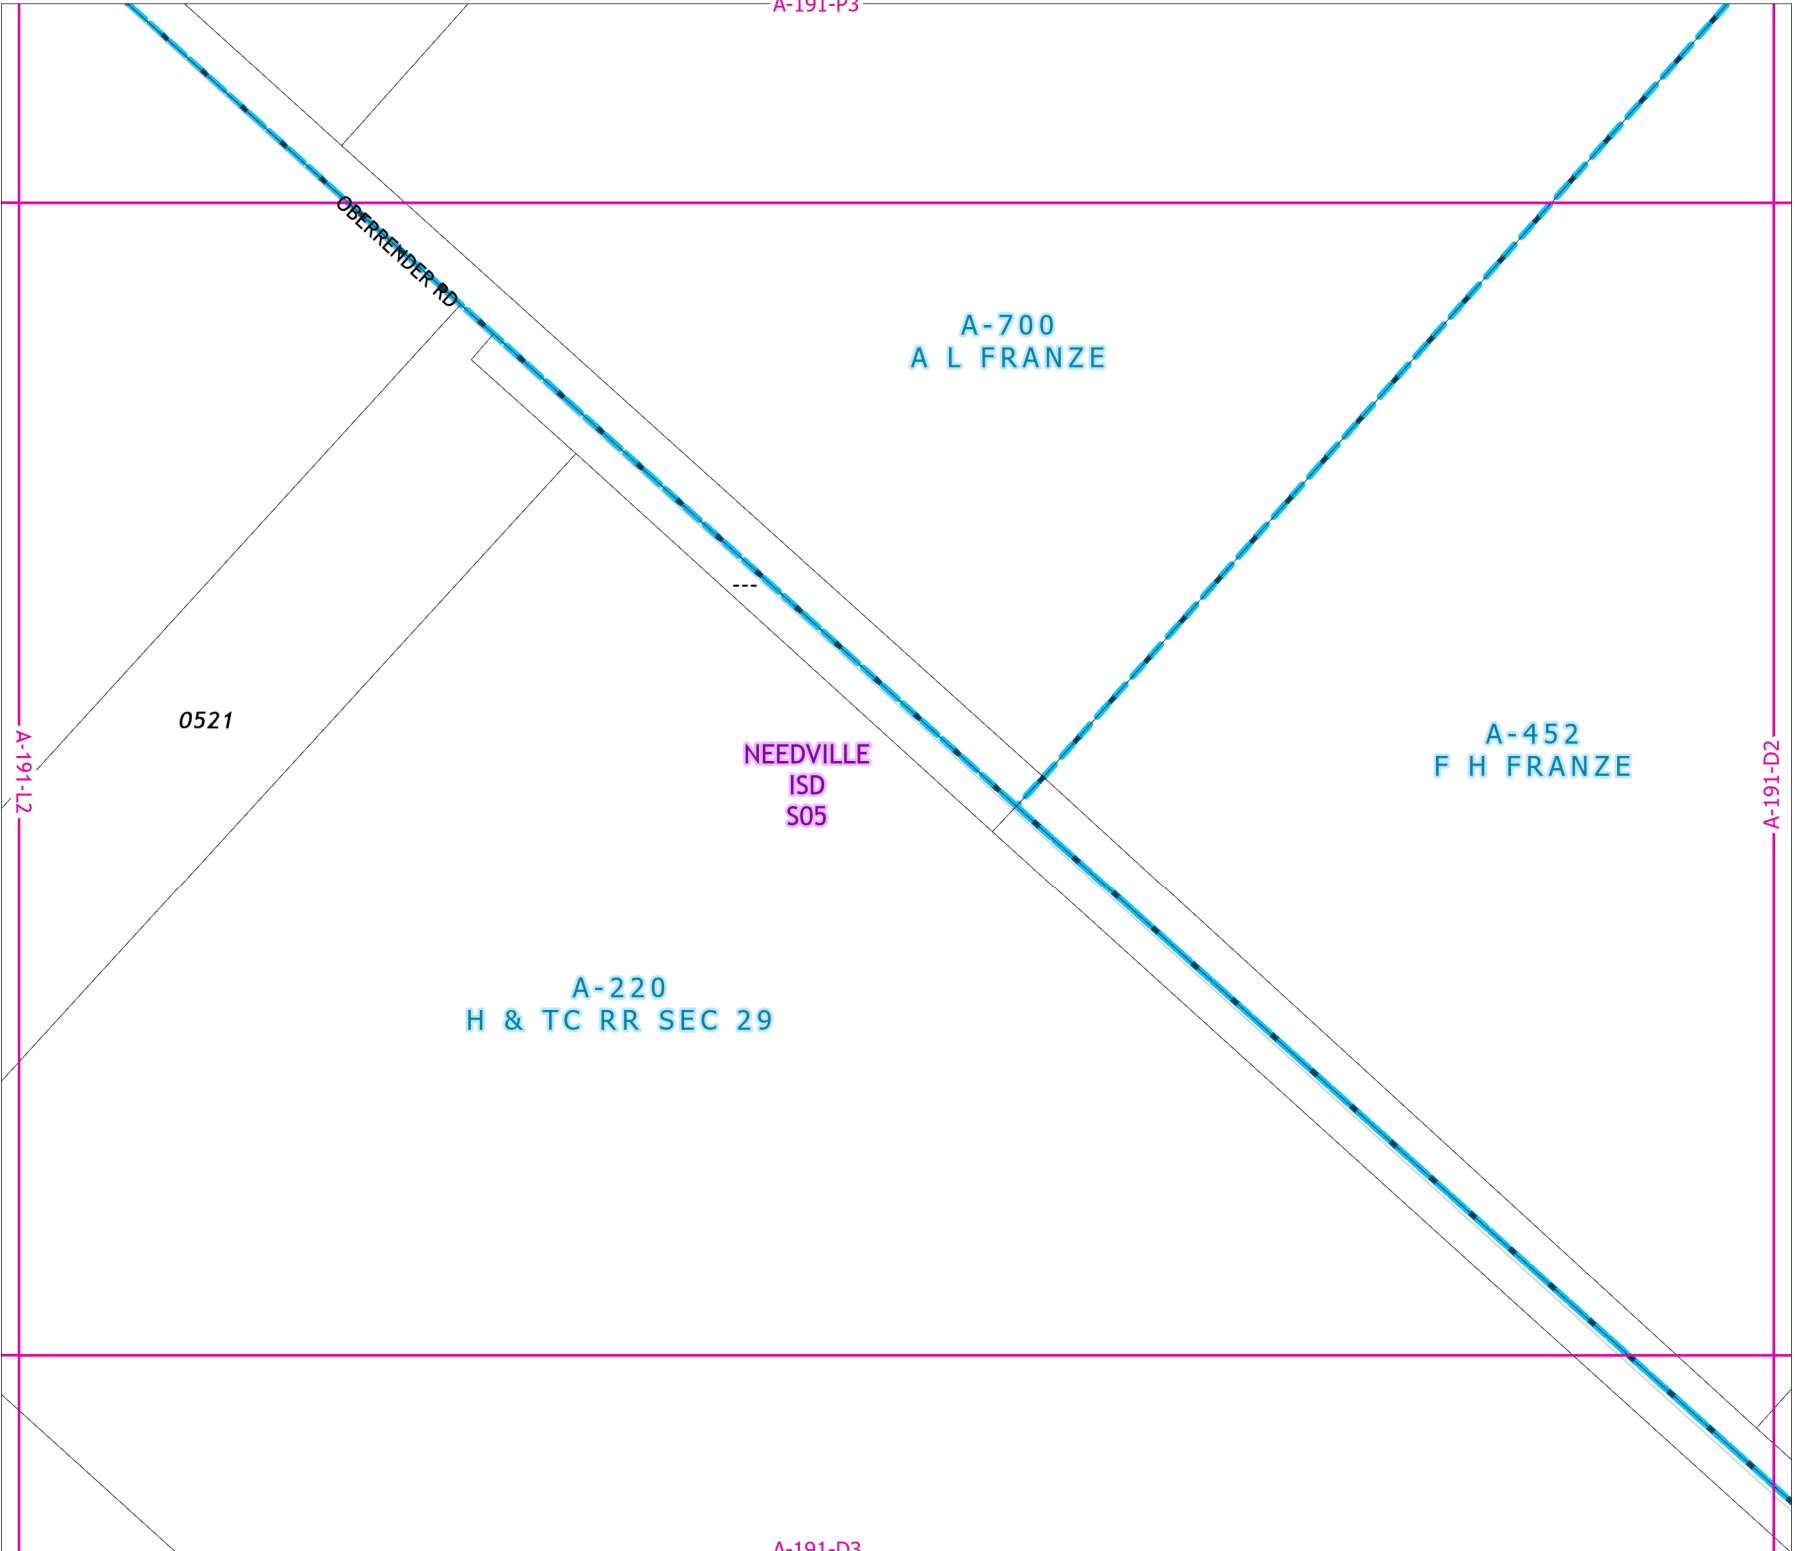 A-191-P3
OBERRENDER RD
A-700
A L FRANZE
---
0521
A-191-L2
NEEDVILLE
ISD
S05
A-452
F H FRANZE
A-191-D2
A-220
H & TC RR SEC 29
A-191-D3